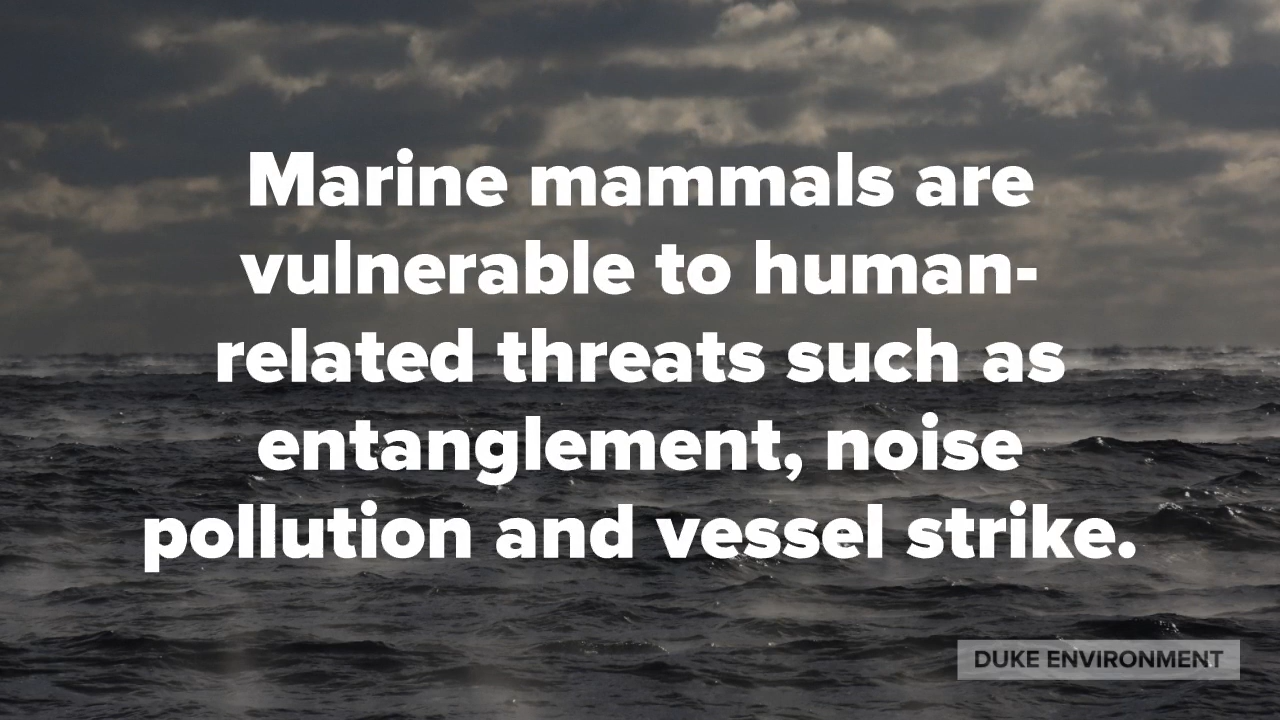 Marine mammals are
vulnerable to human-
related threats such as
entanglement, noise
pollution and vessel strike.
DUKE ENVIRONMENT